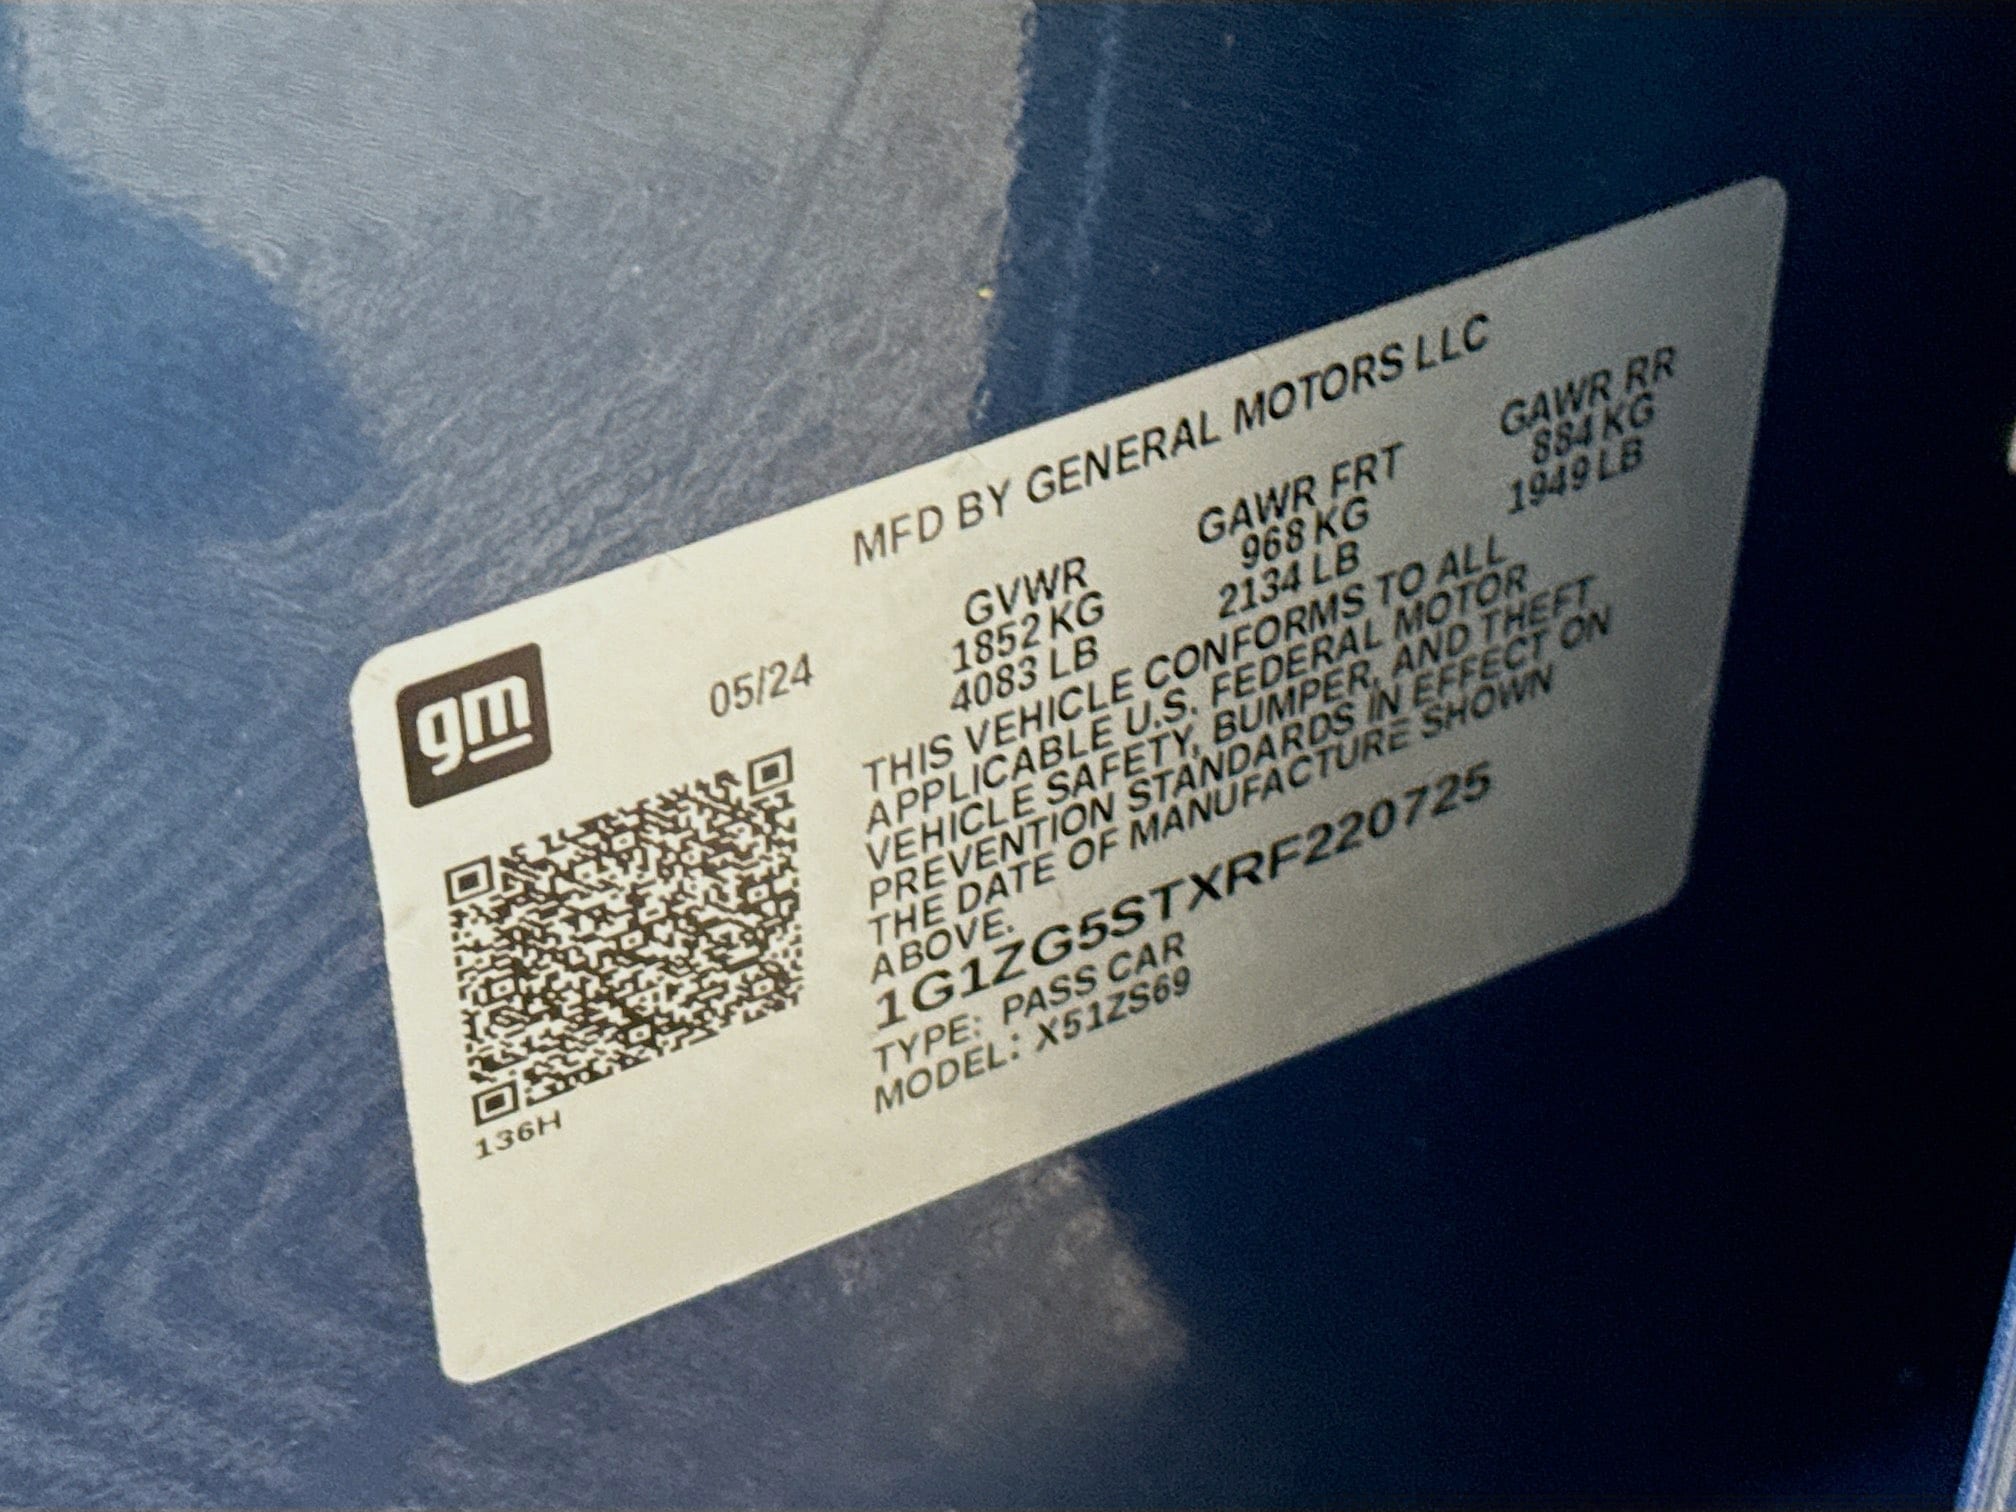 MFD BY GENERAL MOTORS LLC
gm
05/24
GVWR GAWR FRT GAWR RR
1852 KG 968 KG 884 KG
4083 LB 2134 LB 1949 LB
THIS VEHICLE CONFORMS TO ALL
APPLICABLE U.S. FEDERAL MOTOR
VEHICLE SAFETY, BUMPER, AND THEFT
PREVENTION STANDARDS IN EFFECT ON
THE DATE OF MANUFACTURE SHOWN
ABOVE.
1G1ZG5STXRF220725
TYPE: PASS CAR
MODEL: X51ZS69
136H